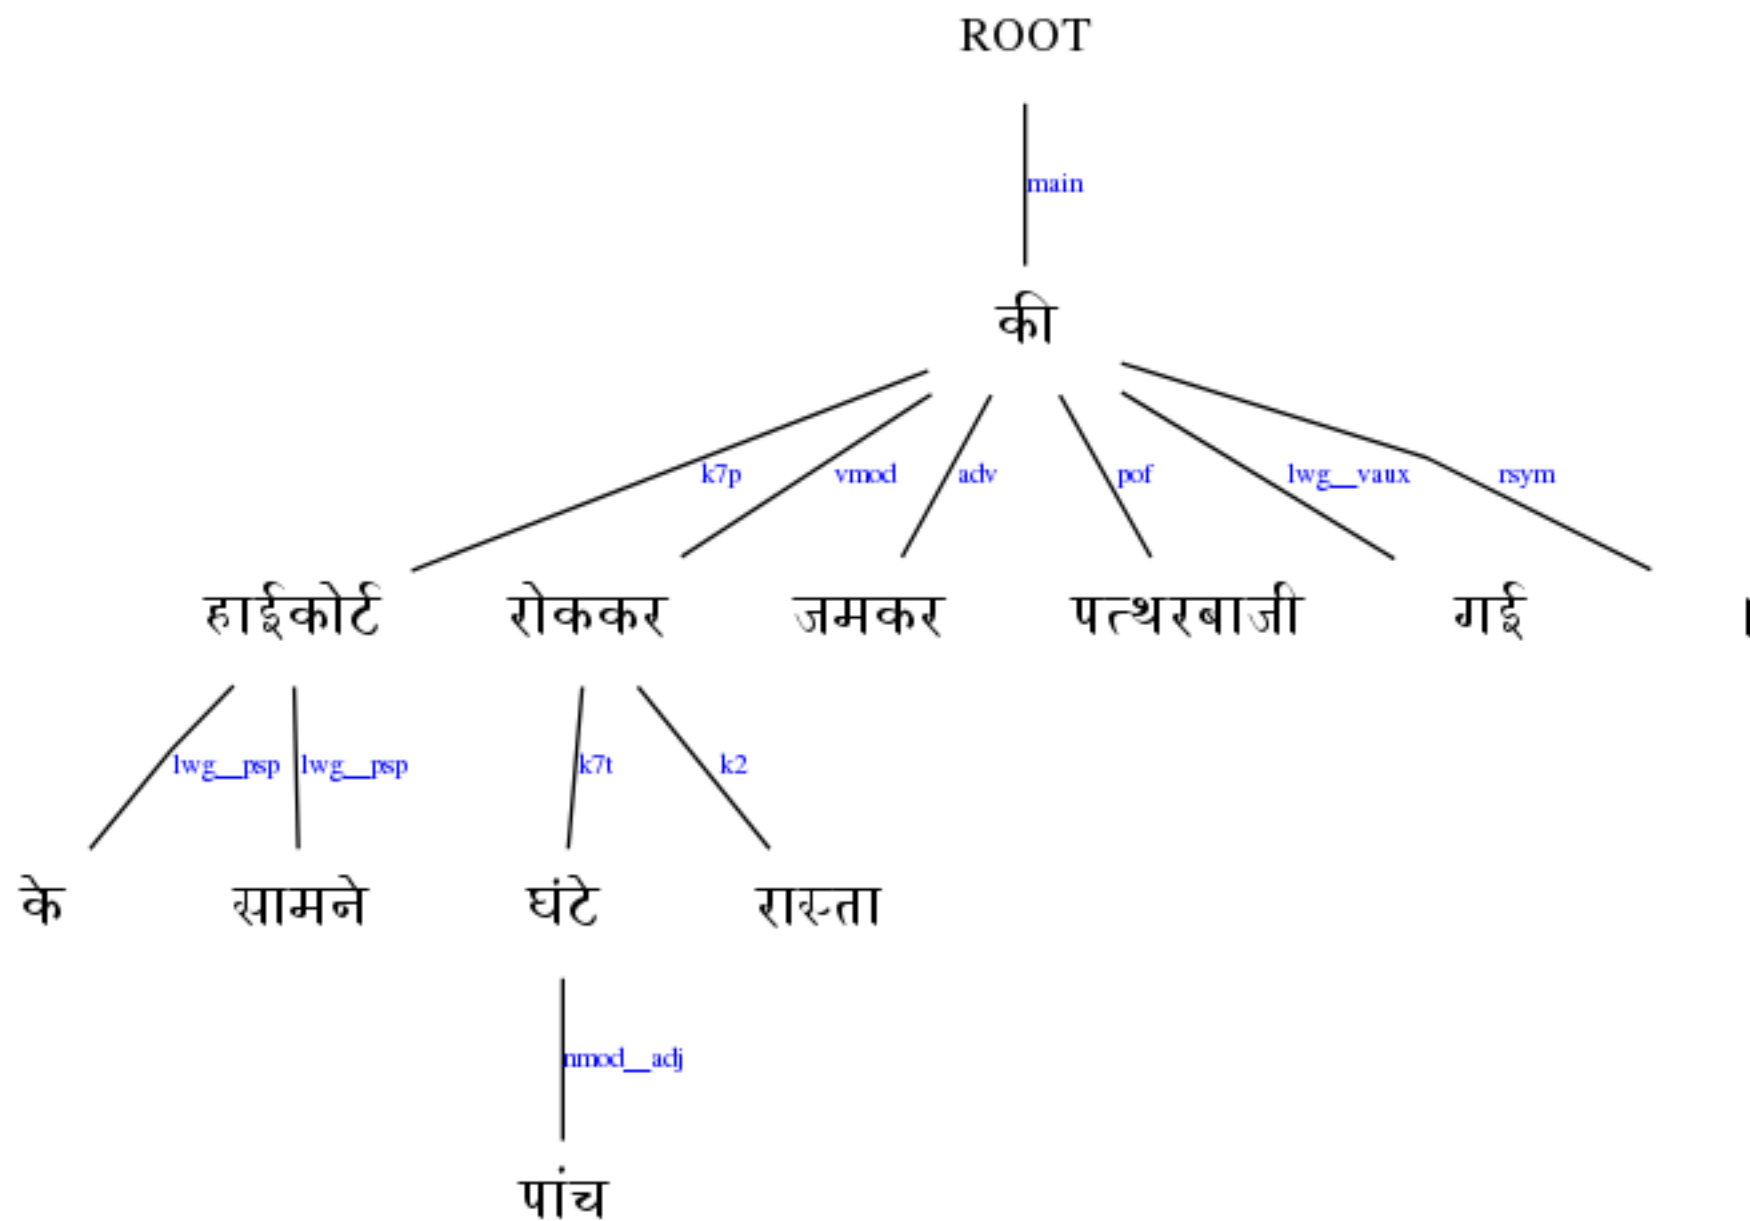 ROOT
main
की
k7p vmod adv pof lwg__vaux rsym
हाईकोर्ट रोककर जमकर पत्थरबाजी गई ।
lwg__psp lwg__psp k7t k2
के सामने घंटे रास्ता
nmod__adj
पांच